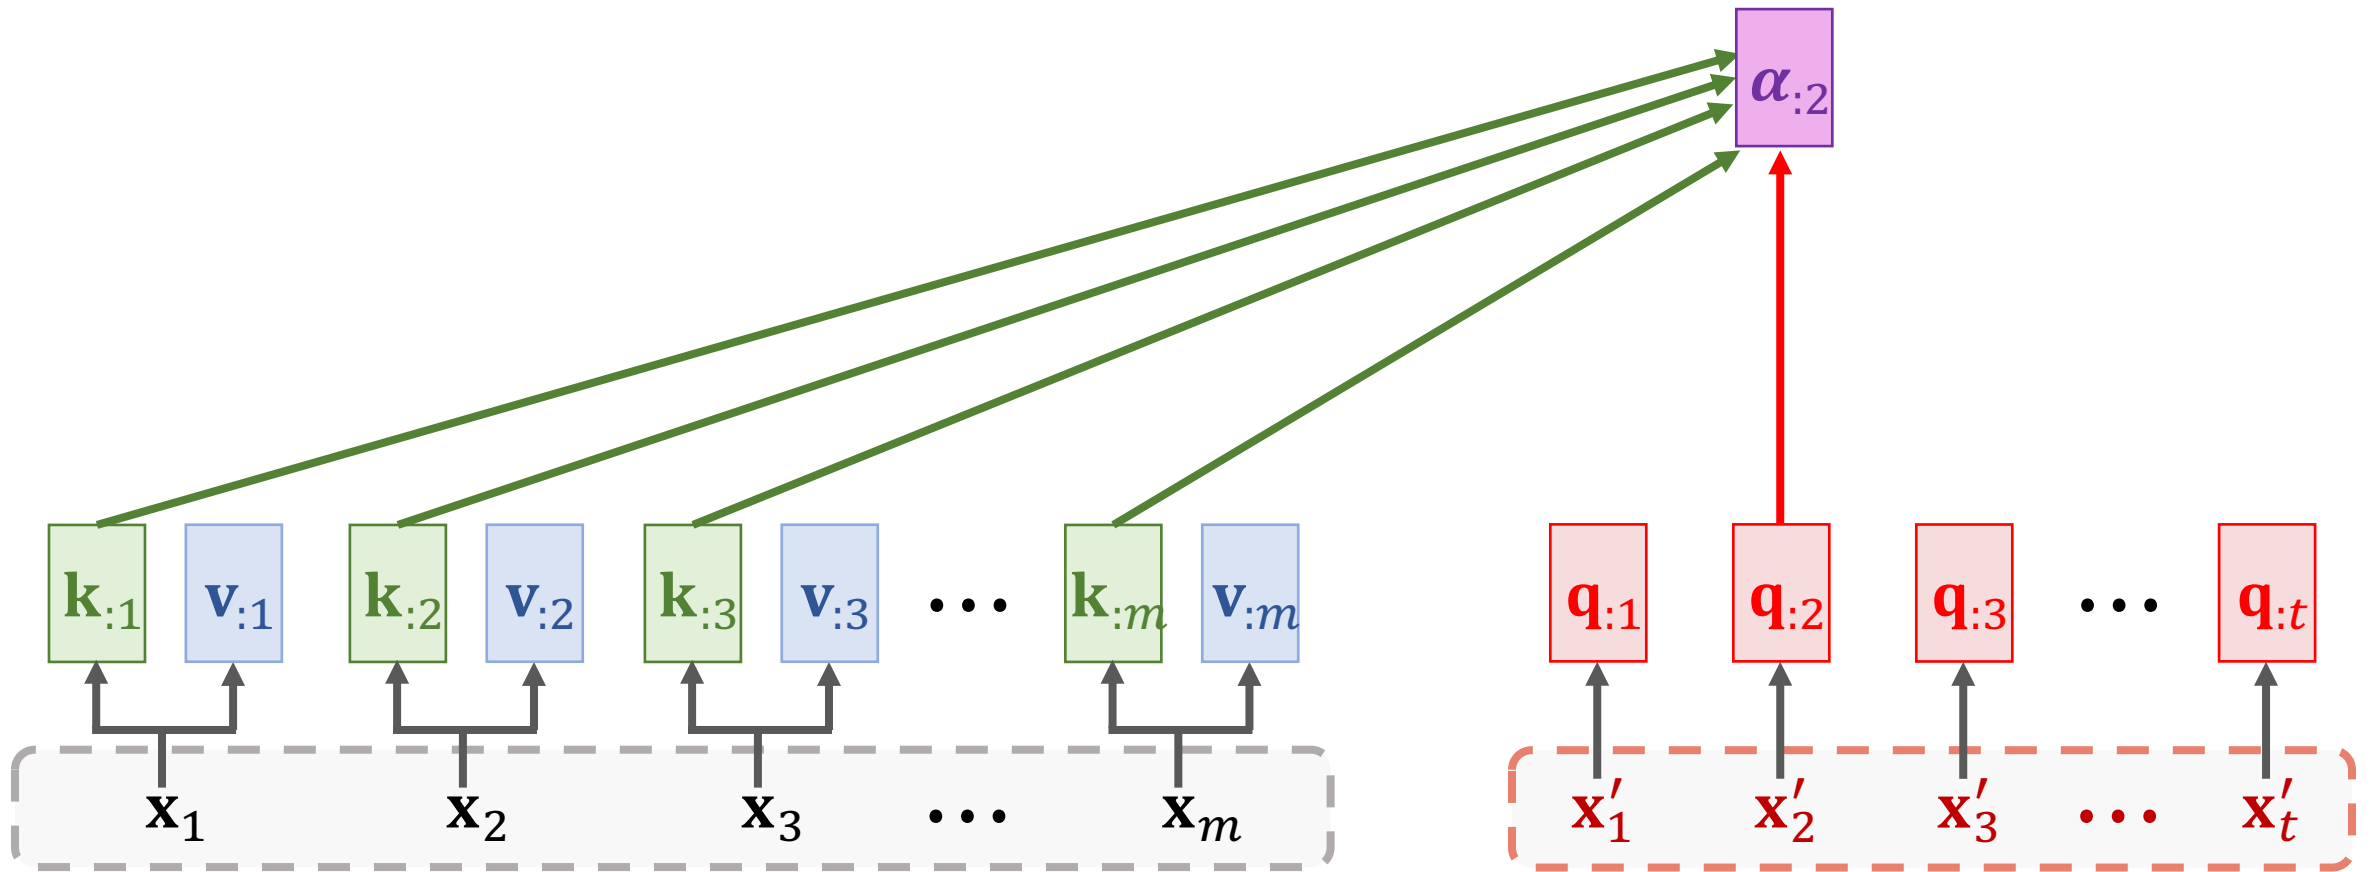 α:2
k:1 v:1 k:2 v:2 k:3 v:3 ... k:m v:m q:1 q:2 q:3 ... q:t
x1 x2 x3 ... xm x′1 x′2 x′3 ... x′t